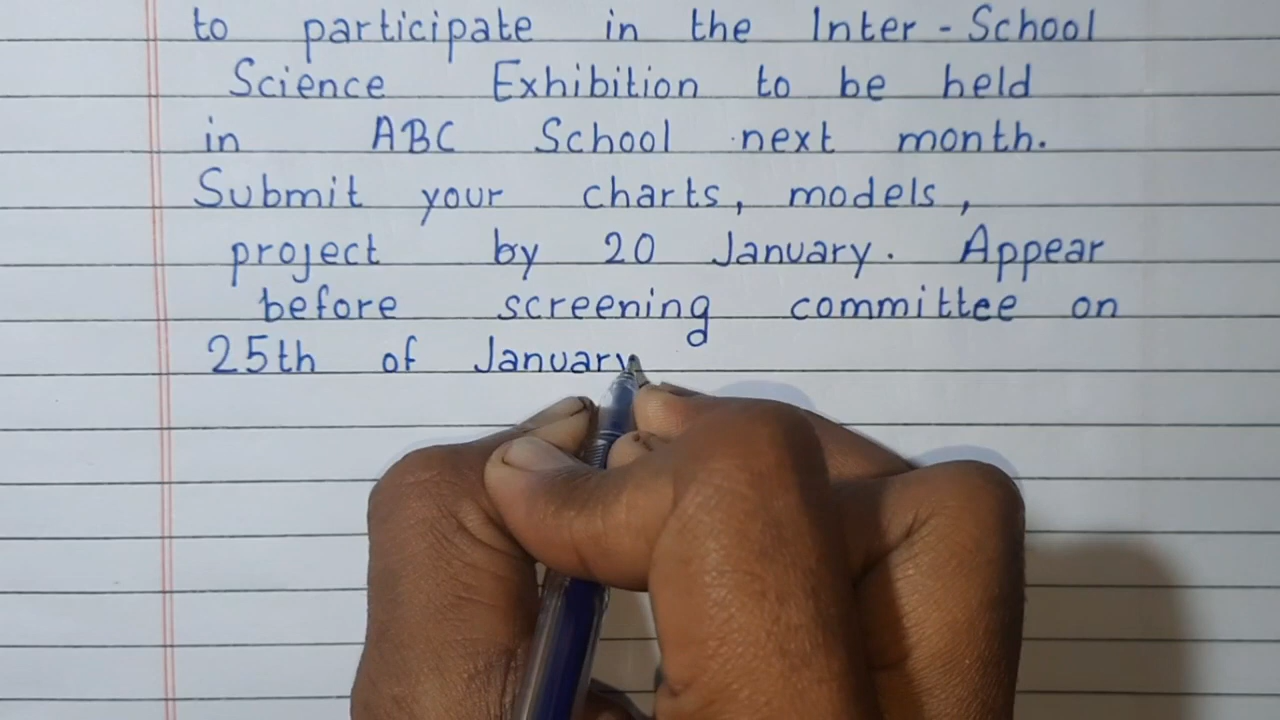 to participate in the Inter-School
Science Exhibition to be held
in ABC School next month.
Submit your charts, models,
project by 20 January. Appear
before screening committee on
25th of January